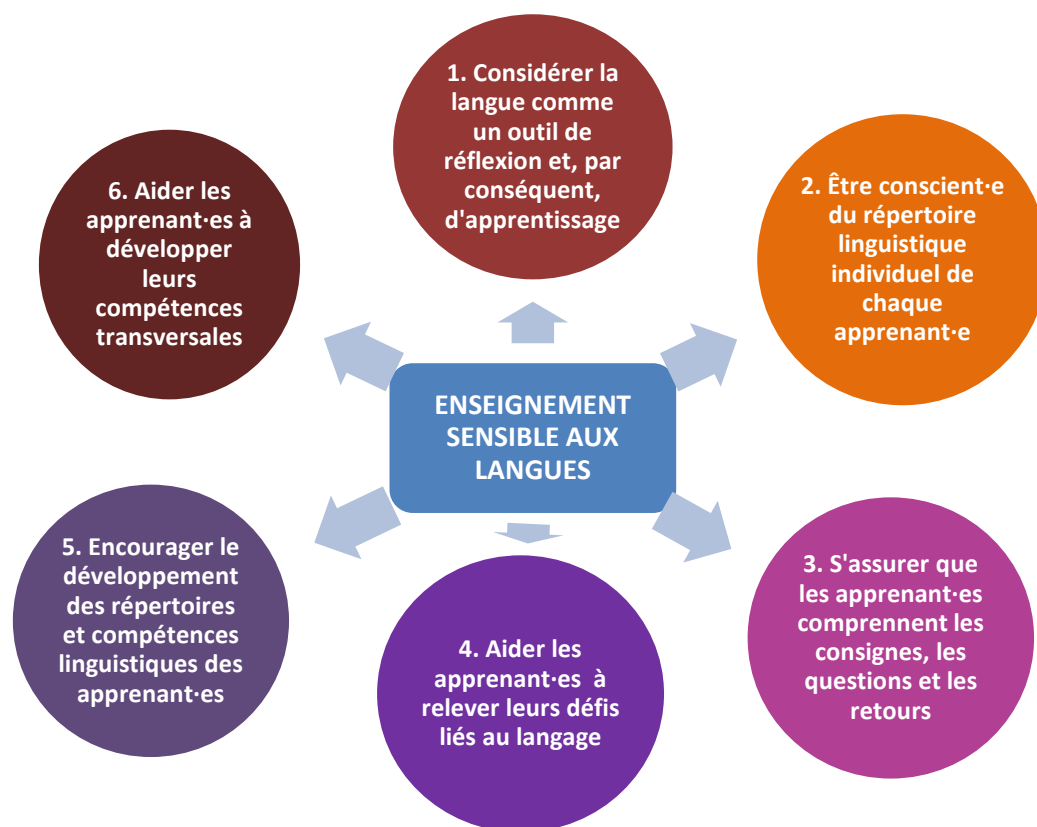 1. Considérer la
langue comme
un outil de
réflexion et, par
conséquent,
d'apprentissage
2. Être conscient·e
du répertoire
linguistique
individuel de
chaque
apprenant·e
3. S'assurer que
les apprenant·es
comprennent les
consignes, les
questions et les
retours
4. Aider les
apprenant·es à
relever leurs défis
liés au langage
5. Encourager le
développement
des répertoires
et compétences
linguistiques des
apprenant·es
6. Aider les
apprenant·es à
développer
leurs
compétences
transversales
ENSEIGNEMENT
SENSIBLE AUX
LANGUES